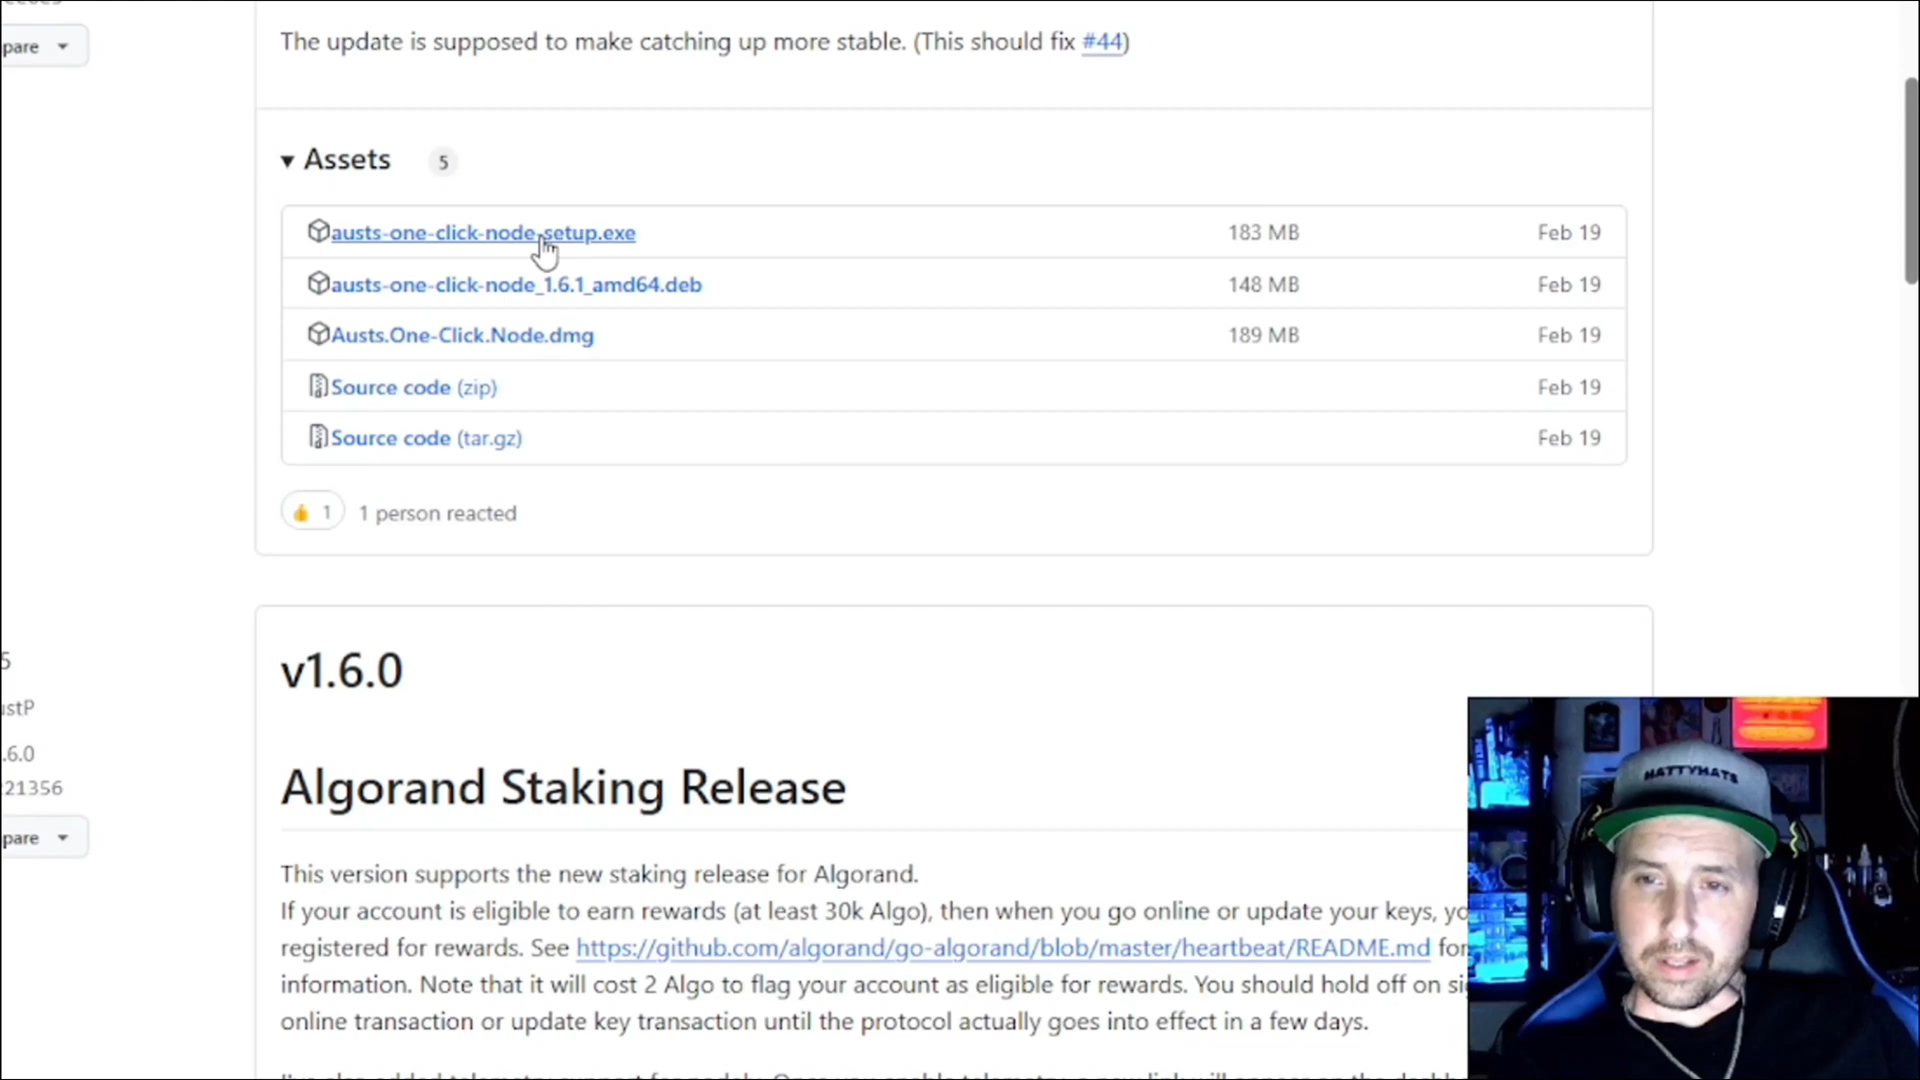 pare
The update is supposed to make catching up more stable. (This should fix #44)
Assets 5
austs-one-click-node-setup.exe 183 MB Feb 19
austs-one-click-node_1.6.1_amd64.deb 148 MB Feb 19
Austs.One-Click.Node.dmg 189 MB Feb 19
Source code (zip) Feb 19
Source code (tar.gz) Feb 19
👍 1 1 person reacted
5
ustP
.6.0
21356
pare
v1.6.0
Algorand Staking Release
This version supports the new staking release for Algorand.
If your account is eligible to earn rewards (at least 30k Algo), then when you go online or update your keys, yo
registered for rewards. See https://github.com/algorand/go-algorand/blob/master/heartbeat/README.md for
information. Note that it will cost 2 Algo to flag your account as eligible for rewards. You should hold off on si
online transaction or update key transaction until the protocol actually goes into effect in a few days.
HATTYHATS